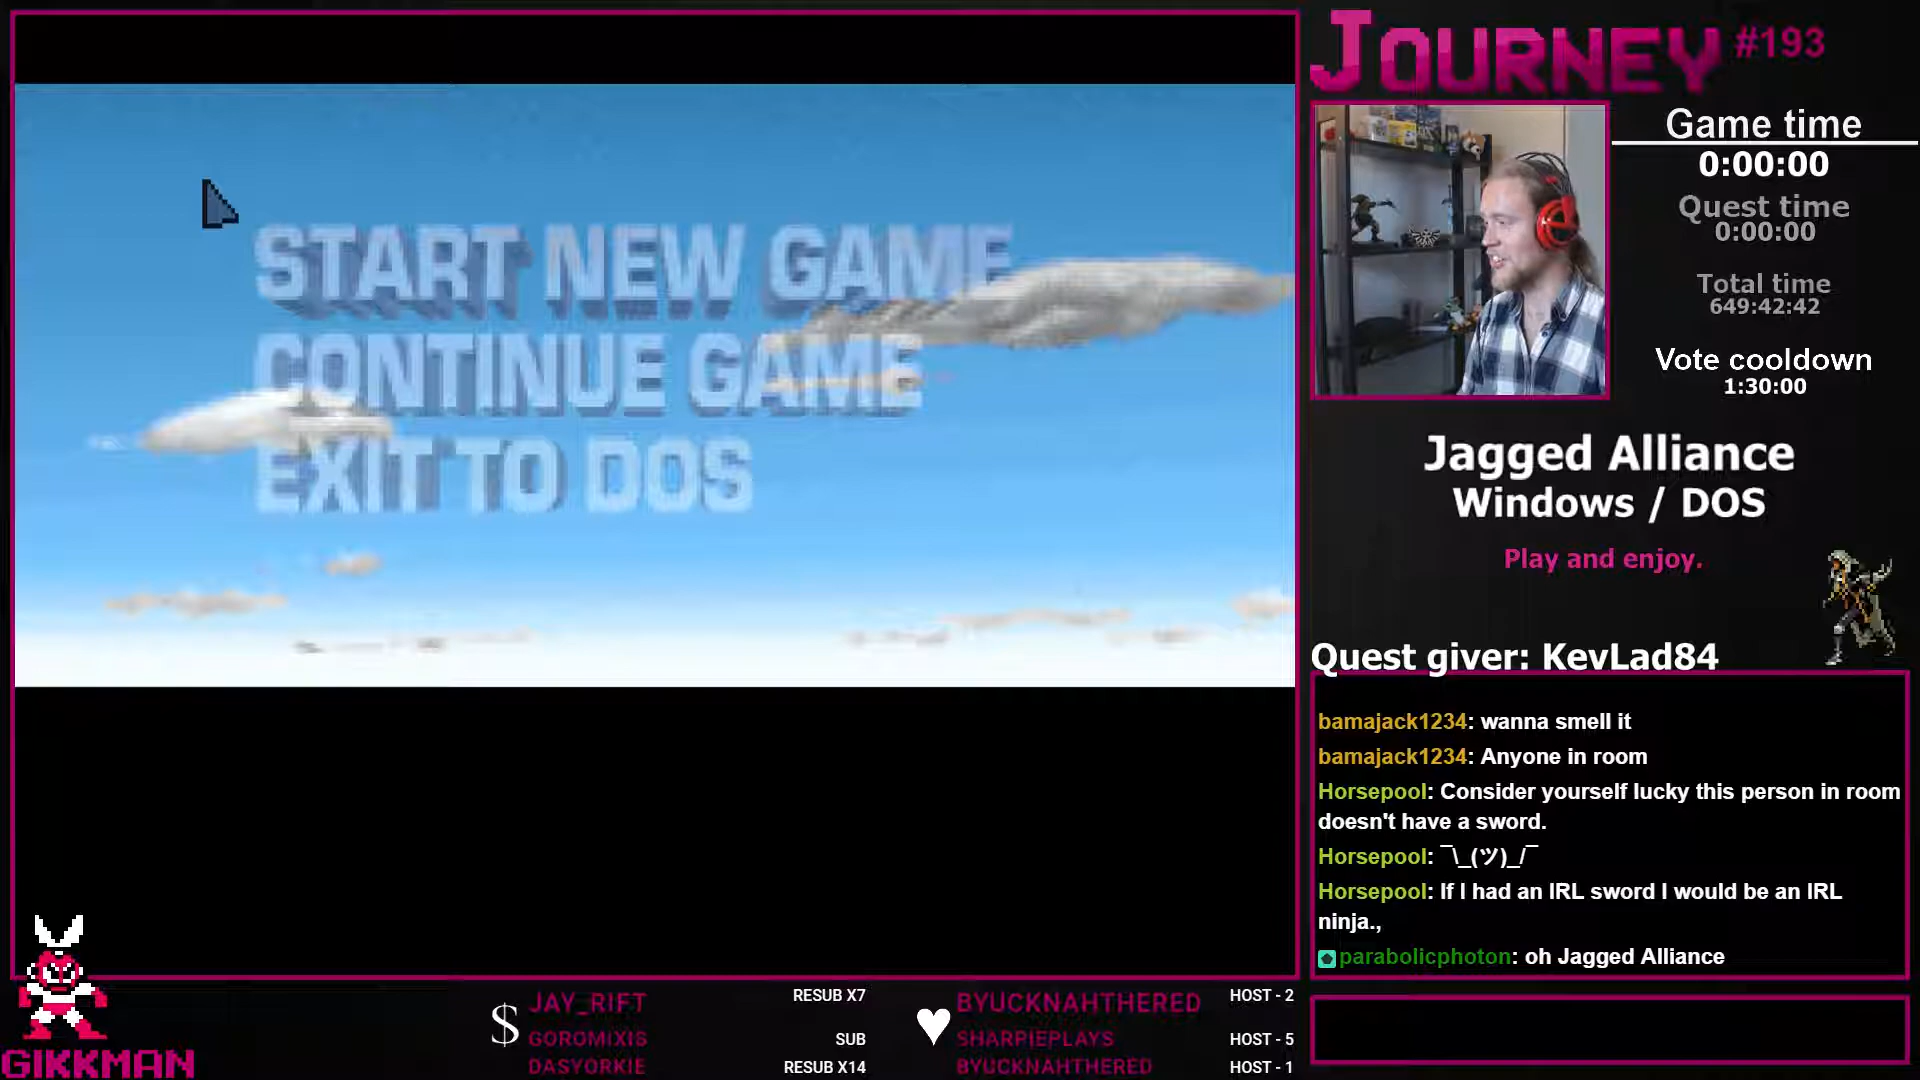 START NEW GAME
CONTINUE GAME
EXIT TO DOS
JOURNEY #193
Game time
0:00:00
Quest time
0:00:00
Total time
649:42:42
Vote cooldown
1:30:00
Jagged Alliance
Windows / DOS
Play and enjoy.
Quest giver: KevLad84
bamajack1234: wanna smell it
bamajack1234: Anyone in room
Horsepool: Consider yourself lucky this person in room
doesn't have a sword.
Horsepool: ¯\_(ツ)_/¯
Horsepool: If I had an IRL sword I would be an IRL
ninja.,
parabolicphoton: oh Jagged Alliance
GIKKMAN
$ JAY_RIFT RESUB X7
GOROMIXIS SUB
DASYORKIE RESUB X14
BYUCKNAHTHERED HOST - 2
SHARPIEPLAYS HOST - 5
BYUCKNAHTHERED HOST - 1